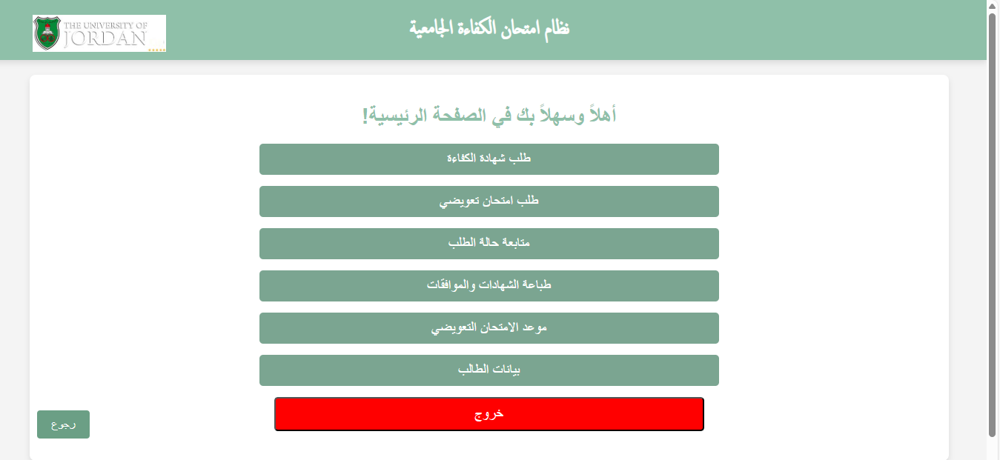 THE UNIVERSITY OF
JORDAN
نظام امتحان الكفاءة الجامعية
أهلاً وسهلاً بك في الصفحة الرئيسية!
طلب شهادة الكفاءة
طلب امتحان تعويضي
متابعة حالة الطلب
طباعة الشهادات والموافقات
موعد الامتحان التعويضي
بيانات الطالب
خروج
رجوع